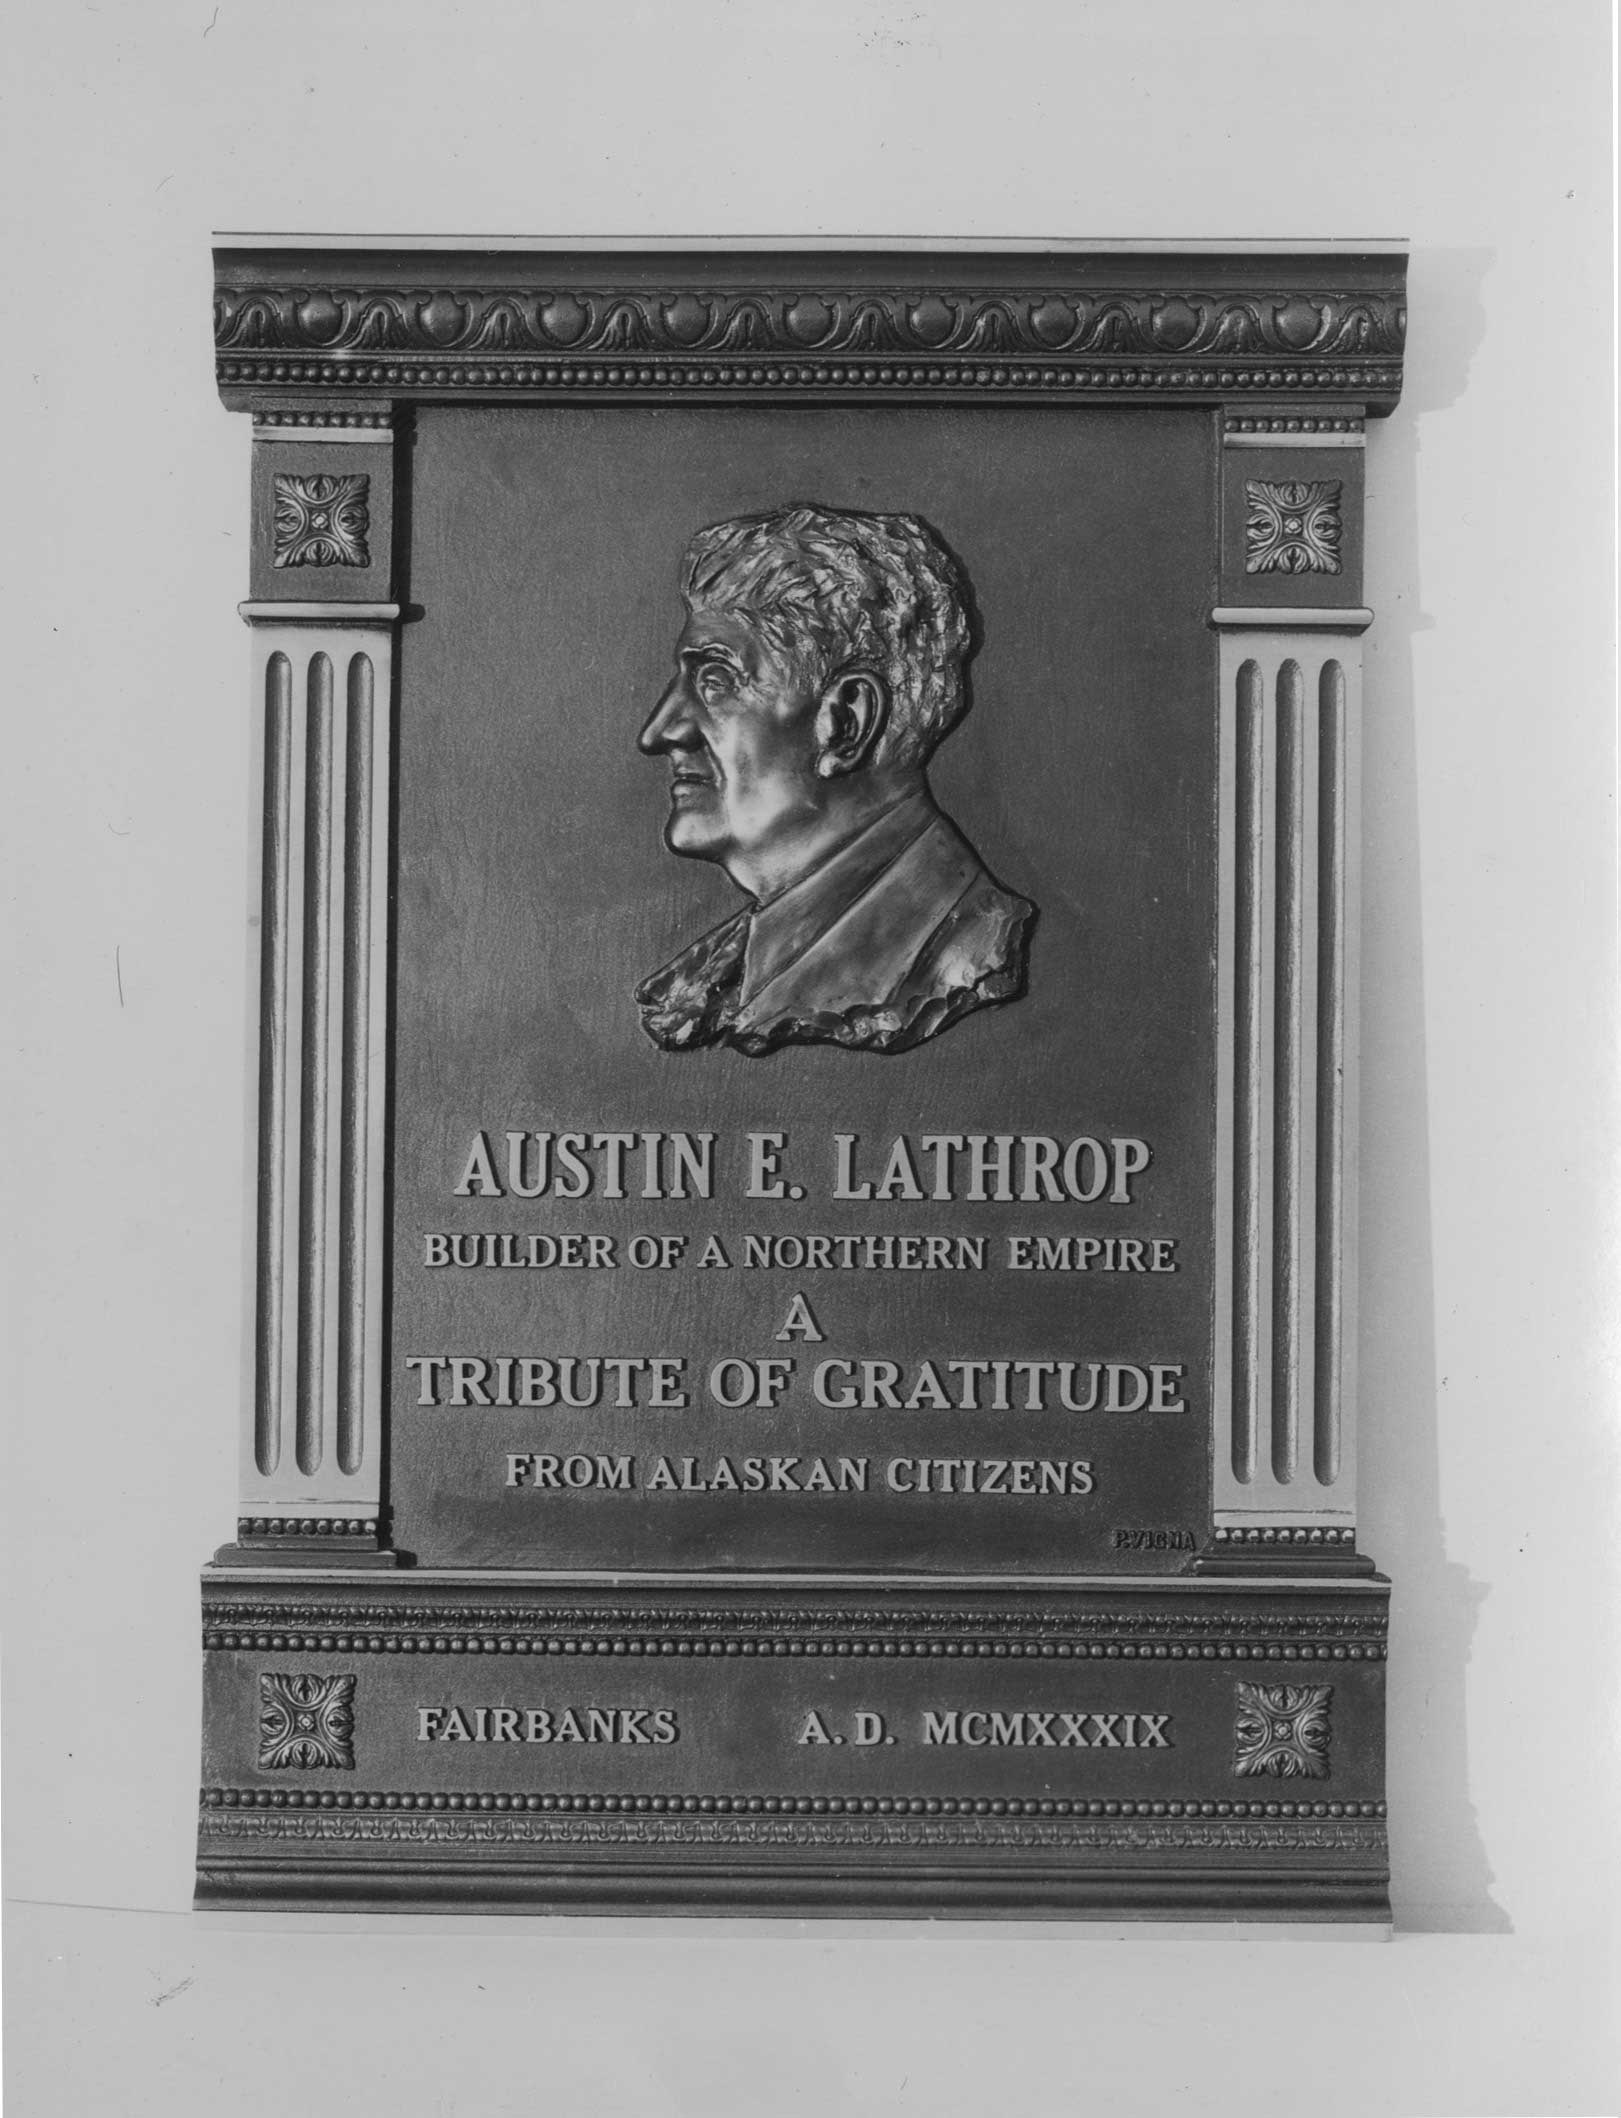 AUSTIN E. LATHROP
BUILDER OF A NORTHERN EMPIRE
A
TRIBUTE OF GRATITUDE
FROM ALASKAN CITIZENS
P.VIGNA
FAIRBANKS A. D. MCMXXXIX